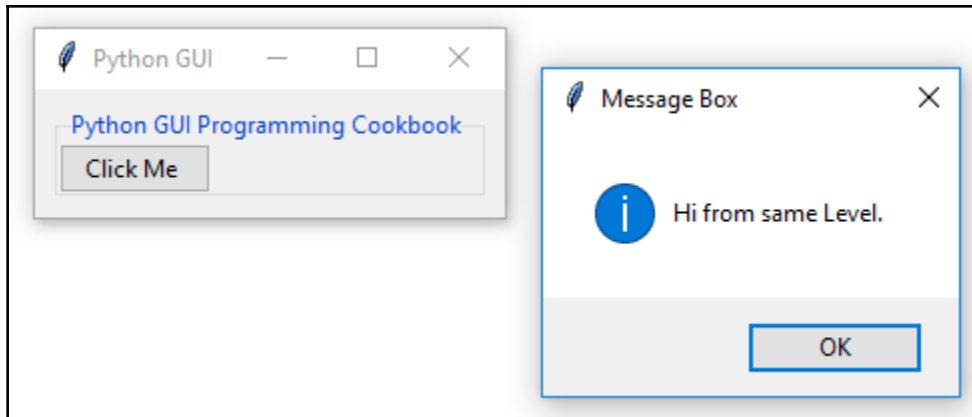 Python GUI
Python GUI Programming Cookbook
Click Me
Message Box
Hi from same Level.
OK